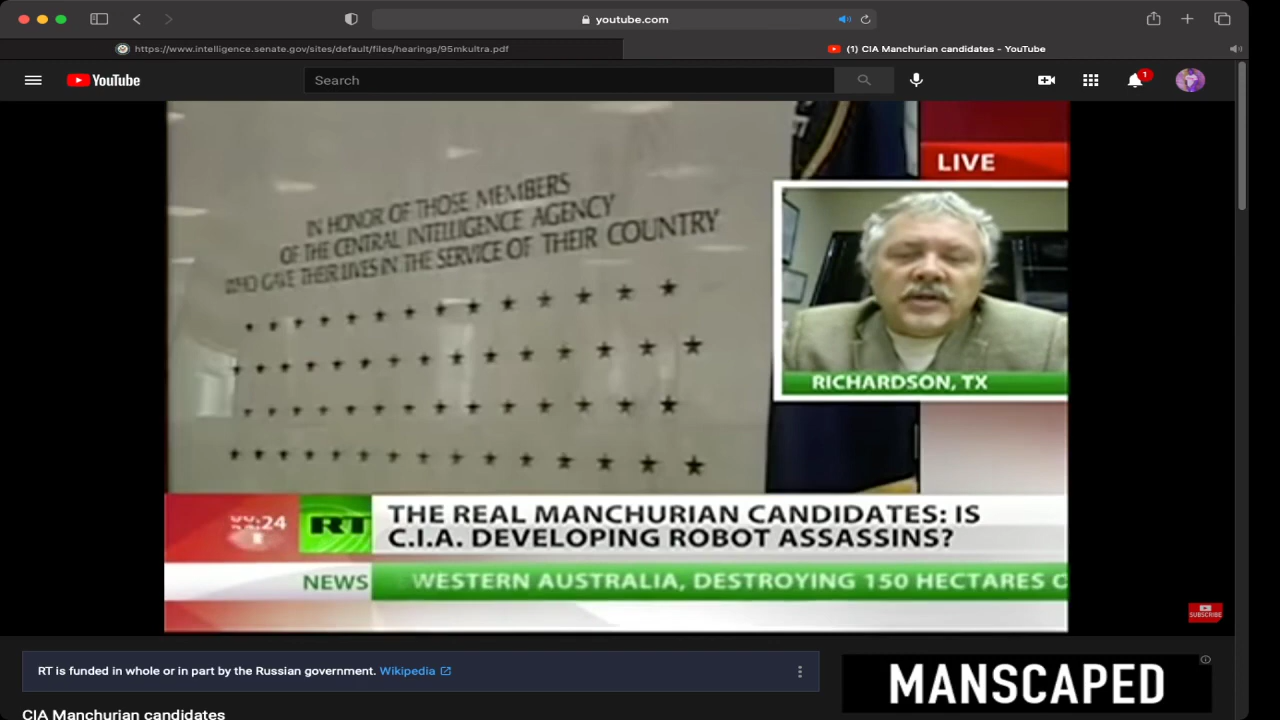 youtube.com
https://www.intelligence.senate.gov/sites/default/files/hearings/95mkultra.pdf
(1) CIA Manchurian candidates - YouTube
YouTube
Search
1
IN HONOR OF THOSE MEMBERS
OF THE CENTRAL INTELLIGENCE AGENCY
WHO GAVE THEIR LIVES IN THE SERVICE OF THEIR COUNTRY
LIVE
RICHARDSON, TX
:24
RT
THE REAL MANCHURIAN CANDIDATES: IS
C.I.A. DEVELOPING ROBOT ASSASSINS?
NEWS
WESTERN AUSTRALIA, DESTROYING 150 HECTARES O
SUBSCRIBE
RT is funded in whole or in part by the Russian government. Wikipedia
MANSCAPED
CIA Manchurian candidates